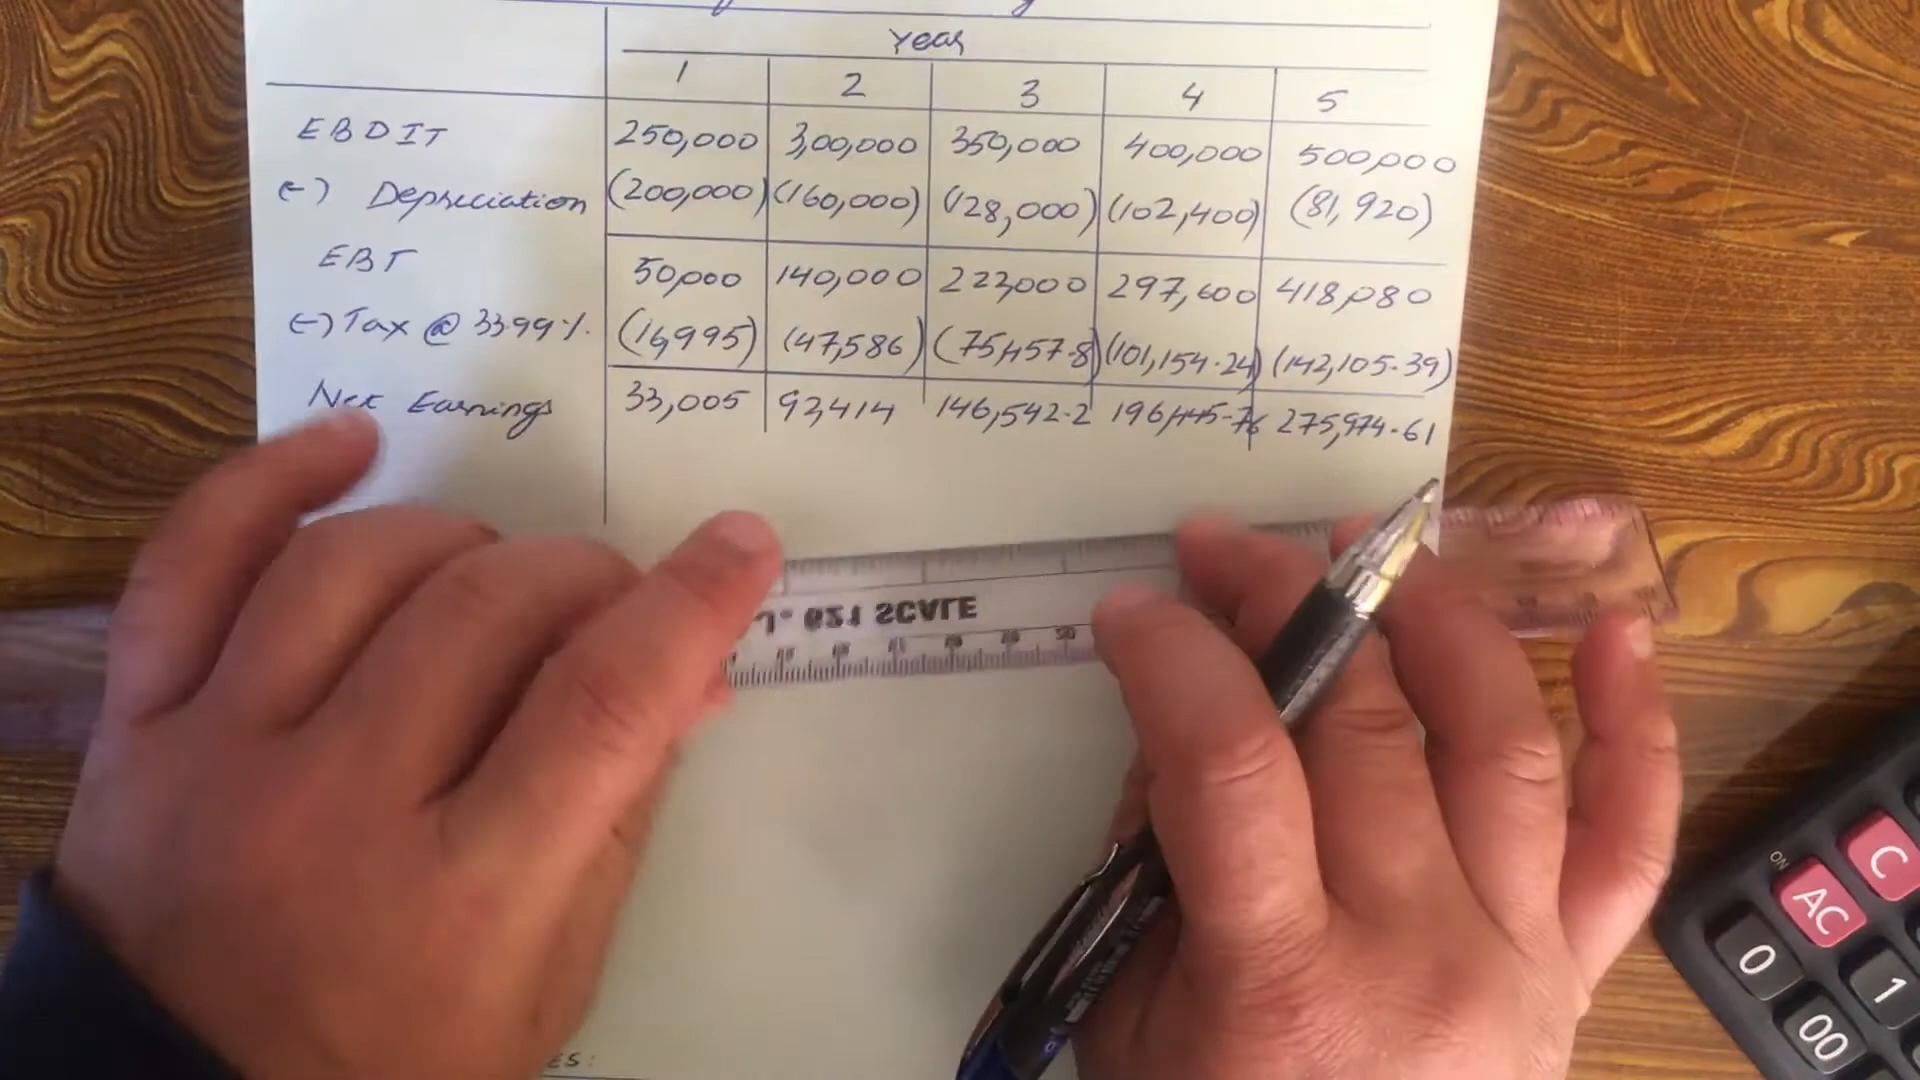 Year
1 2 3 4 5
EBDIT 250,000 3,00,000 350,000 400,000 500,000
(-) Depreciation (200,000) (160,000) (128,000) (102,400) (81,920)
EBT 50,000 140,000 222,000 297,600 418,080
(-) Tax @ 33.99%. (16,995) (47,586) (75,457.8) (101,154.24) (142,105.39)
Net Earnings 33,005 92,414 146,542.2 196,445.76 275,974.61
621 SCALE
ON
C
AC
0
1
00
ES: